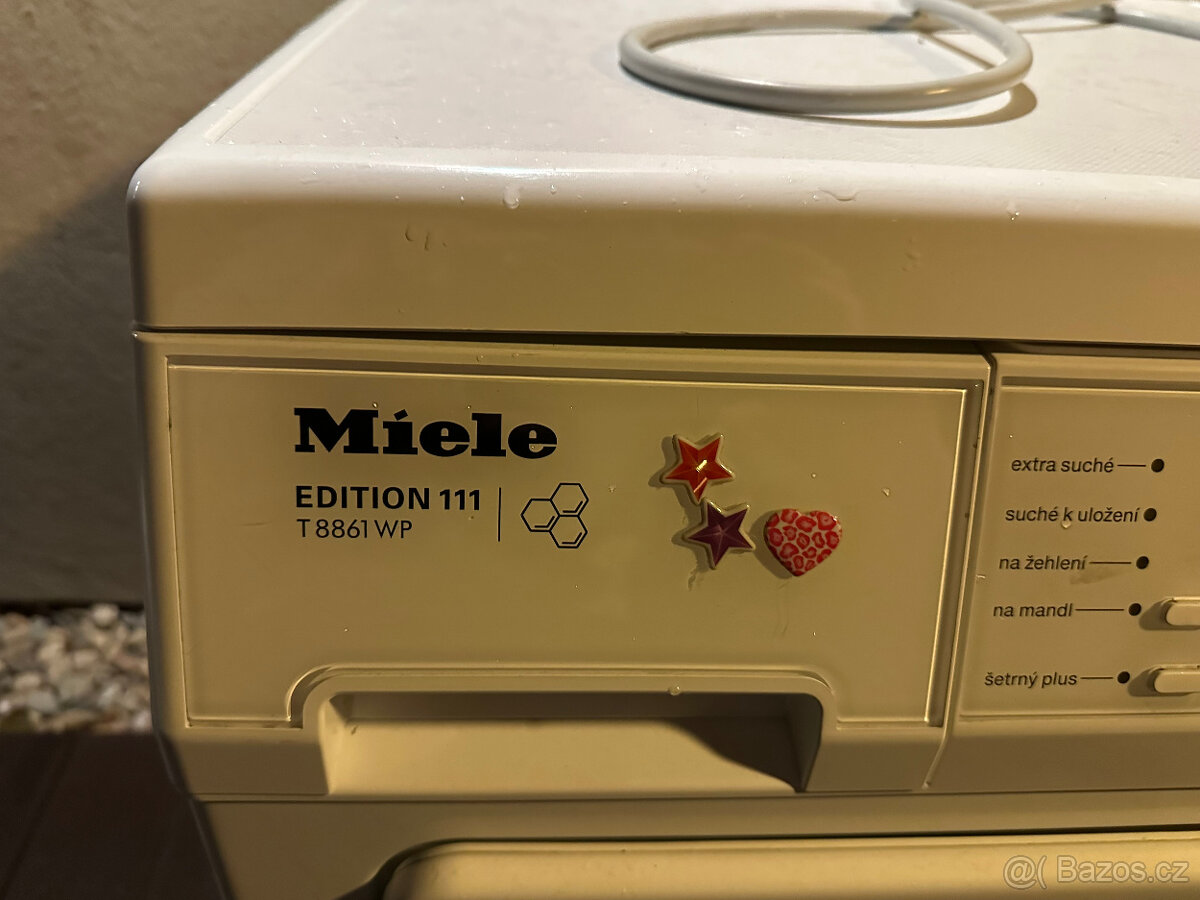 Miele
EDITION 111
T 8861 WP
extra suché
suché k uložení
na žehlení
na mandl
šetrný plus
@( Bazos.cz